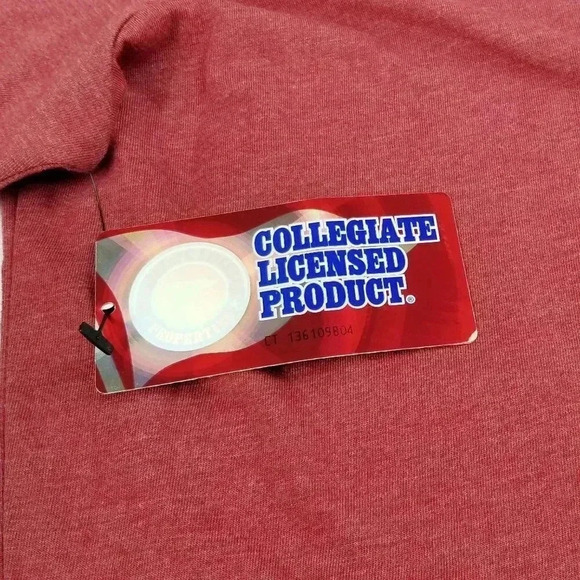 COLLEGIATE
LICENSED
PRODUCT®
CT 136109804